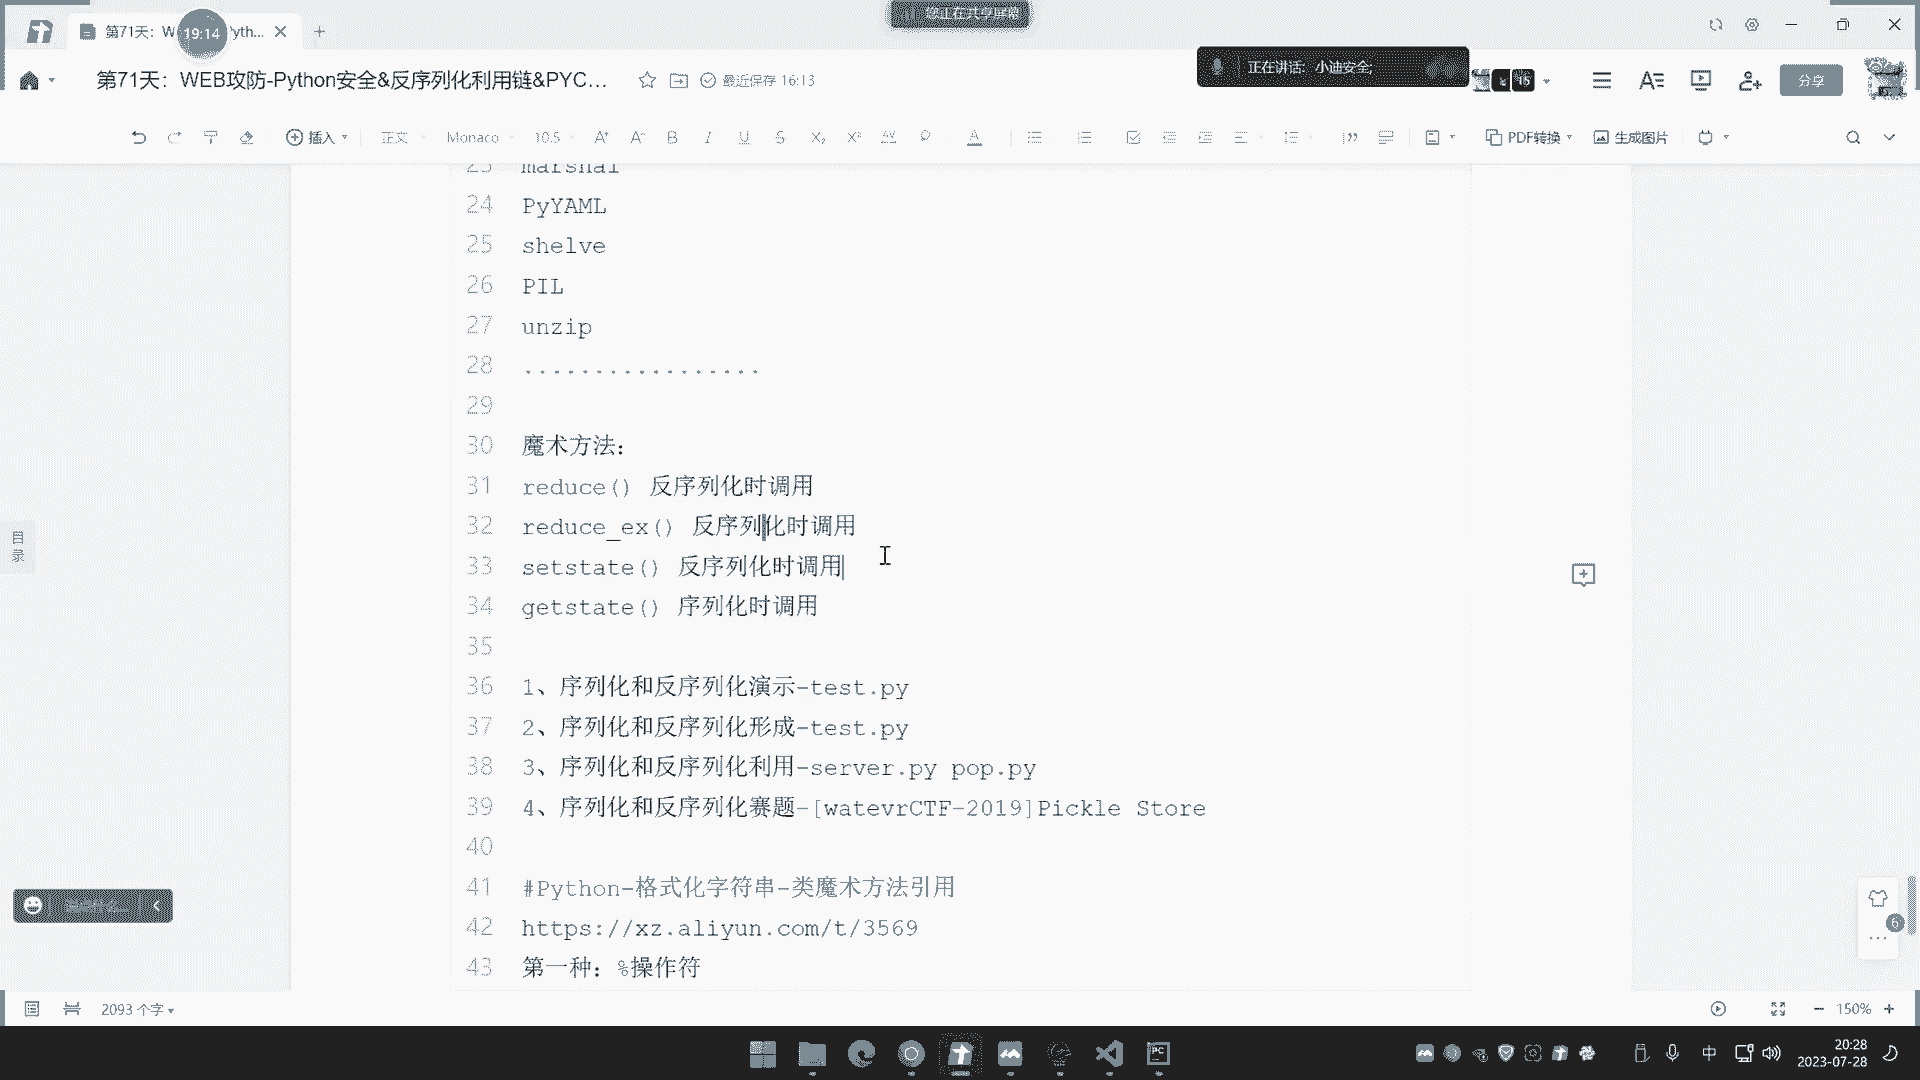 您正在共享屏幕
第71天：W
19:14
yth...
第71天：WEB攻防-Python安全&反序列化利用链&PYC...
最近保存 16:13
正在讲话: 小迪安全;
15
分享
插入
正文
Monaco
10.5
PDF转换
生成图片
23 marshal
24 PyYAML
25 shelve
26 PIL
27 unzip
28 .................
29
30 魔术方法：
31 reduce() 反序列化时调用
32 reduce_ex() 反序列化时调用
33 setstate() 反序列化时调用
34 getstate() 序列化时调用
35
36 1、序列化和反序列化演示-test.py
37 2、序列化和反序列化形成-test.py
38 3、序列化和反序列化利用-server.py pop.py
39 4、序列化和反序列化赛题-[watevrCTF-2019]Pickle Store
40
41 #Python-格式化字符串-类魔术方法引用
42 https://xz.aliyun.com/t/3569
43 第一种：%操作符
目录
6
2093 个字
150%
中
20:28
2023-07-28